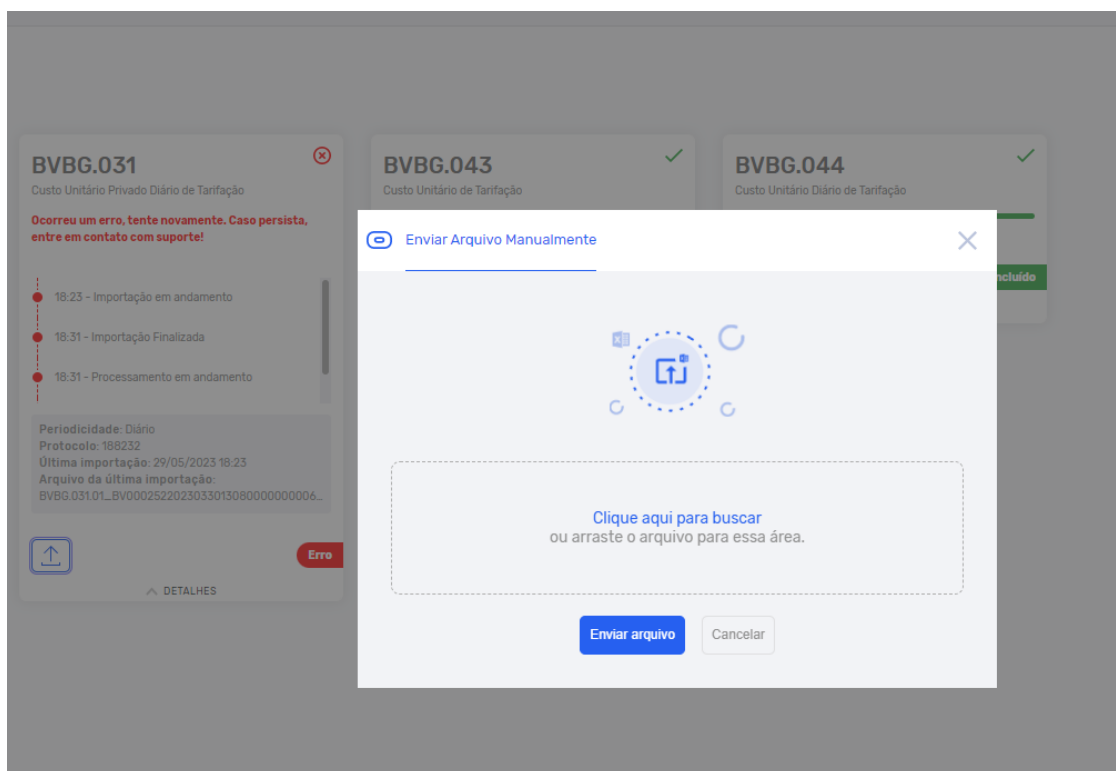 BVBG.031
Custo Unitário Privado Diário de Tarifação
Ocorreu um erro, tente novamente. Caso persista,
entre em contato com suporte!
18:23 - Importação em andamento
18:31 - Importação Finalizada
18:31 - Processamento em andamento
Periodicidade: Diário
Protocolo: 188232
Última importação: 29/05/2023 18:23
Arquivo da última importação:
BVBG.031.01_BV0002522023033013080000000006_...
Erro
DETALHES
BVBG.043
Custo Unitário de Tarifação
BVBG.044
Custo Unitário Diário de Tarifação
ncluído
Enviar Arquivo Manualmente
Clique aqui para buscar
ou arraste o arquivo para essa área.
Enviar arquivo
Cancelar